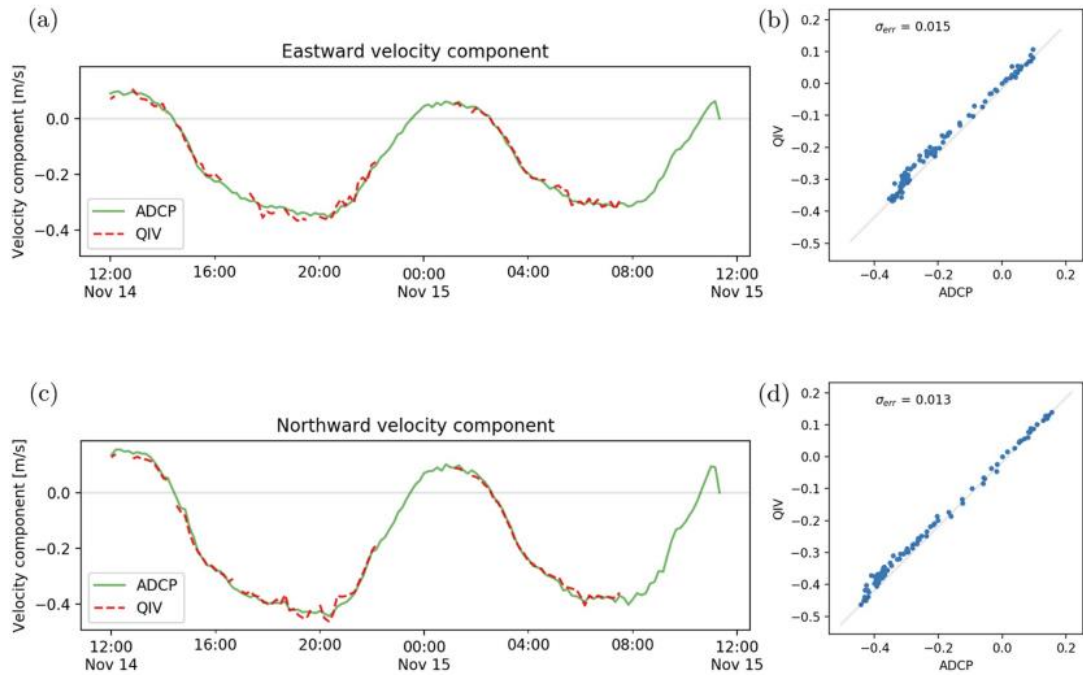 (a)
Eastward velocity component
Velocity component [m/s]
0.0
−0.2
−0.4
ADCP
QIV
12:00 16:00 20:00 00:00 04:00 08:00 12:00
Nov 14 Nov 15 Nov 15
(b)
σerr = 0.015
QIV
0.2
0.1
0.0
−0.1
−0.2
−0.3
−0.4
−0.5
−0.4 −0.2 0.0 0.2
ADCP
(c)
Northward velocity component
Velocity component [m/s]
0.0
−0.2
−0.4
ADCP
QIV
12:00 16:00 20:00 00:00 04:00 08:00 12:00
Nov 14 Nov 15 Nov 15
(d)
σerr = 0.013
QIV
0.2
0.1
0.0
−0.1
−0.2
−0.3
−0.4
−0.5
−0.4 −0.2 0.0 0.2
ADCP